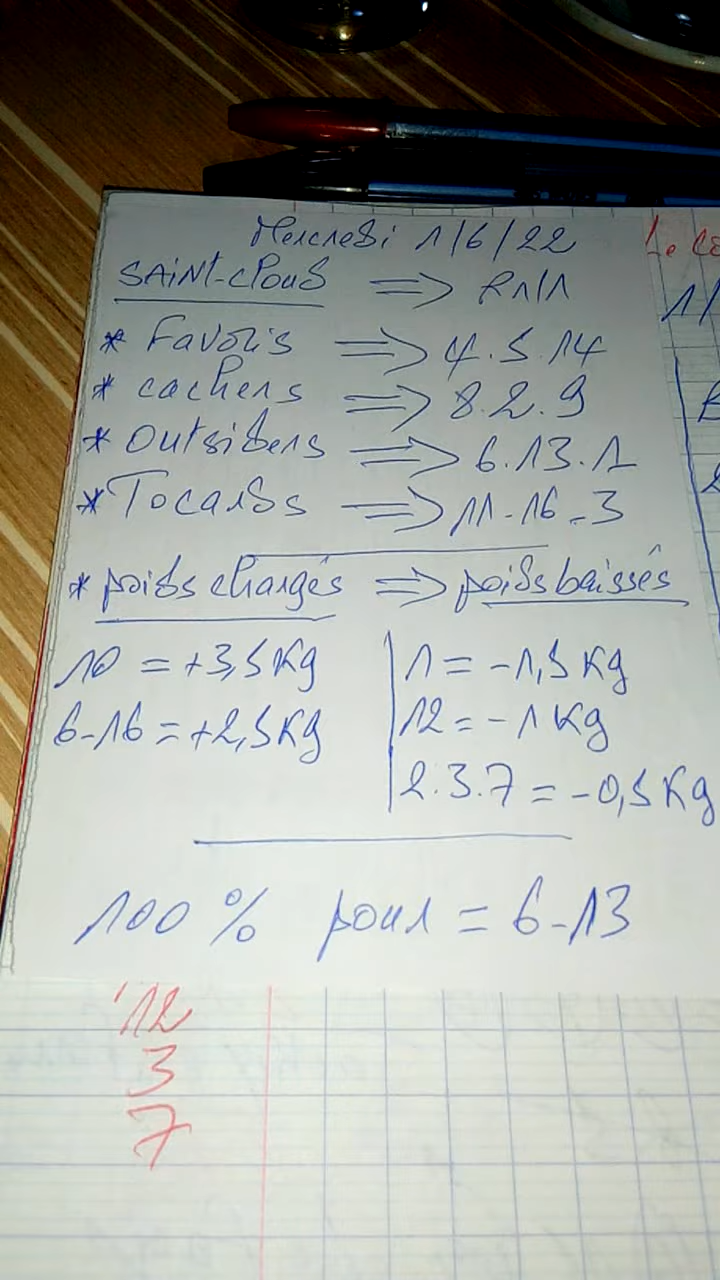 Mercredi 1/6/22
SAINT-CLOUD => R1/1
* Favoris => 4.5.14
* cachers => 8.2.9
* Outsiders => 6.13.1
* Tocards => 11-16-3
* poids chargés => poids baissés
10 = +3,5 Kg | 1 = -1,5 Kg
6-16 = +2,5 Kg | 12 = -1 Kg
2.3.7 = -0,5 Kg
100 % pour = 6-13
12
3
7